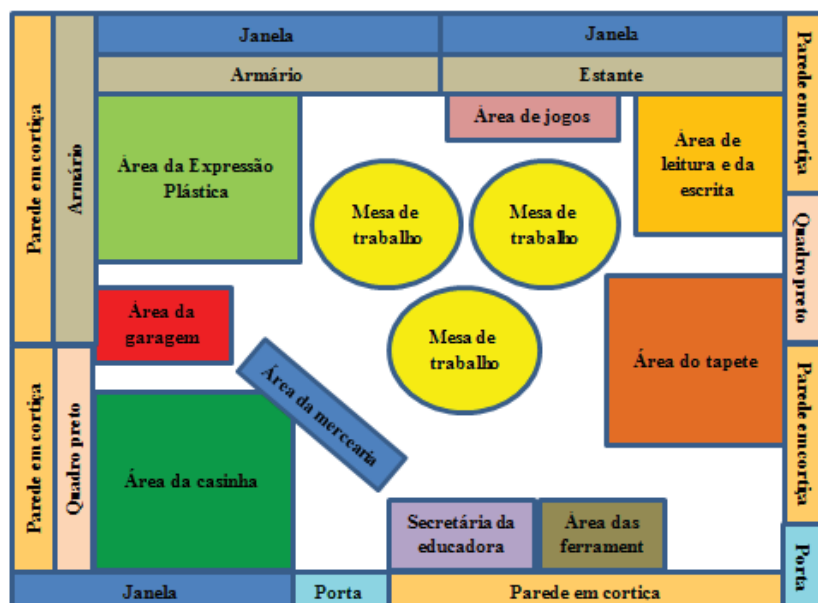 Janela
Janela
Armário
Estante
Parede em cortiça
Armário
Parede em cortiça
Área de jogos
Área de
leitura e da
escrita
Área da Expressão
Plástica
Mesa de
trabalho
Mesa de
trabalho
Quadro preto
Área da
garagem
Mesa de
trabalho
Área do tapete
Parede em cortiça
Quadro preto
Área da mercearia
Parede em cortiça
Área da casinha
Secretária da
educadora
Área das
ferrament
Porta
Janela
Porta
Parede em cortiça